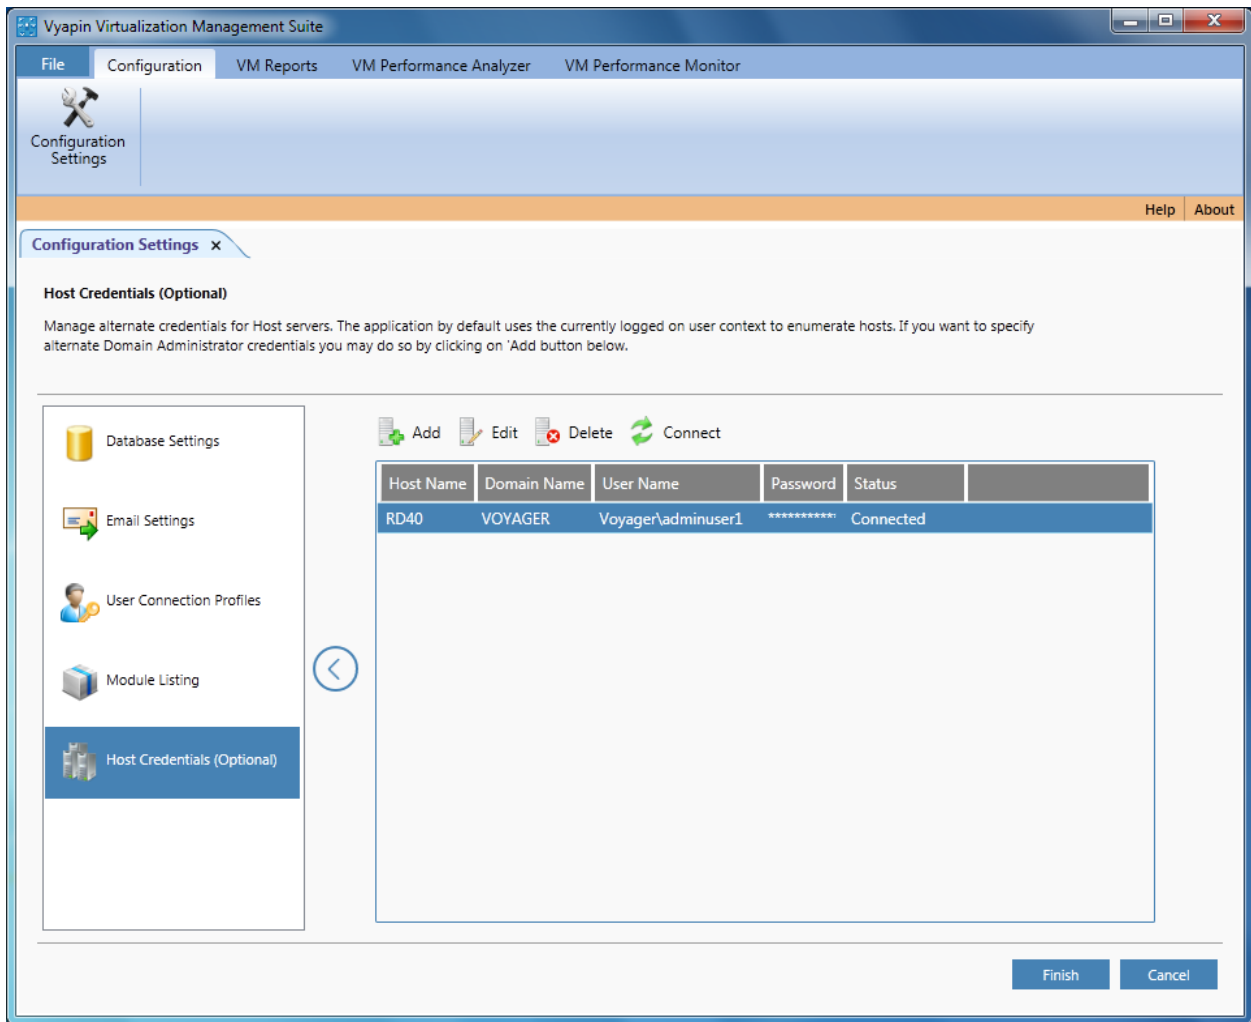 Vyapin Virtualization Management Suite
File Configuration VM Reports VM Performance Analyzer VM Performance Monitor
Configuration
Settings
Help About
Configuration Settings x
Host Credentials (Optional)
Manage alternate credentials for Host servers. The application by default uses the currently logged on user context to enumerate hosts. If you want to specify
alternate Domain Administrator credentials you may do so by clicking on 'Add button below.
Database Settings
Email Settings
User Connection Profiles
Module Listing
Host Credentials (Optional)
Add Edit Delete Connect
Host Name Domain Name User Name Password Status
RD40 VOYAGER Voyager\adminuser1 *********** Connected
Finish Cancel